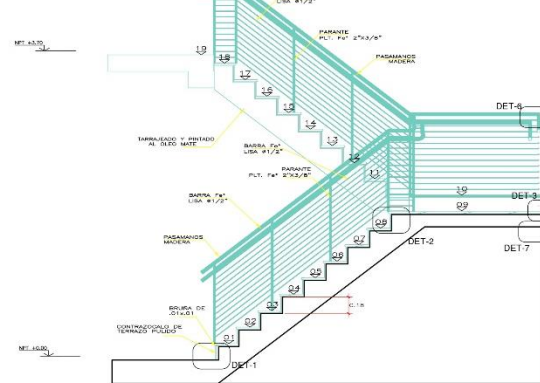 LISA Ø1/2"
PARANTE
PLT. Fe° 2"X3/8"
PASAMANOS
MADERA
NPT +3.70
19
18
17
16
15
14
13
12
11
10
09
DET-6
DET-3
DET-7
DET-2
TARRAJEADO Y PINTADO
AL OLEO MATE
BARRA Fe°
LISA Ø1/2"
PARANTE
PLT. Fe° 2"X3/8"
BARRA Fe°
LISA Ø1/2"
PASAMANOS
MADERA
08
07
06
05
04
03
02
01
BRUÑA DE
.01x.01
CONTRAZOCALO DE
TERRAZO PULIDO
NPT ±0.00
DET-1